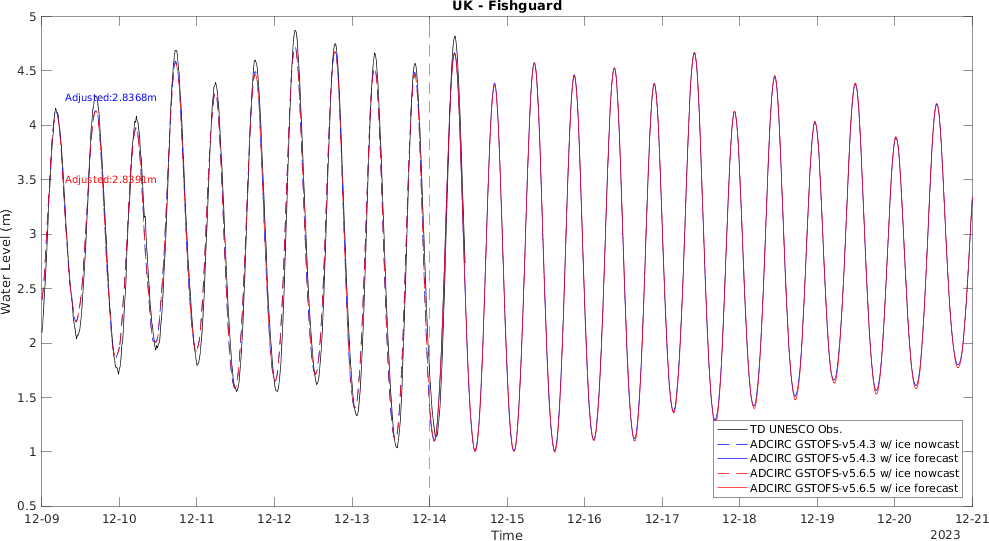 UK - Fishguard
5
4.5
4
3.5
3
2.5
2
1.5
1
0.5
Water Level (m)
Adjusted:2.8368m
Adjusted:2.8391m
TD UNESCO Obs.
ADCIRC GSTOFS-v5.4.3 w/ ice nowcast
ADCIRC GSTOFS-v5.4.3 w/ ice forecast
ADCIRC GSTOFS-v5.6.5 w/ ice nowcast
ADCIRC GSTOFS-v5.6.5 w/ ice forecast
12-09 12-10 12-11 12-12 12-13 12-14 12-15 12-16 12-17 12-18 12-19 12-20 12-21
Time
2023